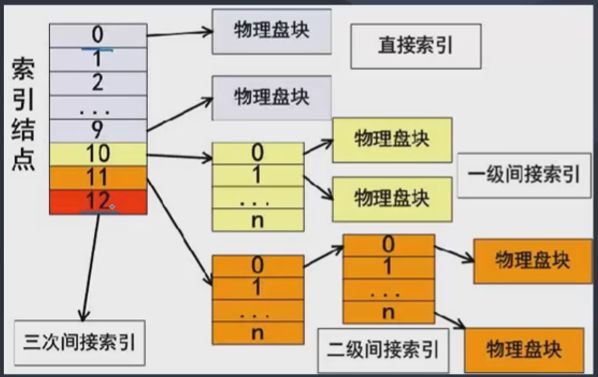 索引结点
0
1
2
...
9
10
11
12
物理盘块
直接索引
物理盘块
0
1
...
n
物理盘块
物理盘块
一级间接索引
0
1
...
n
0
1
...
n
物理盘块
物理盘块
二级间接索引
三次间接索引